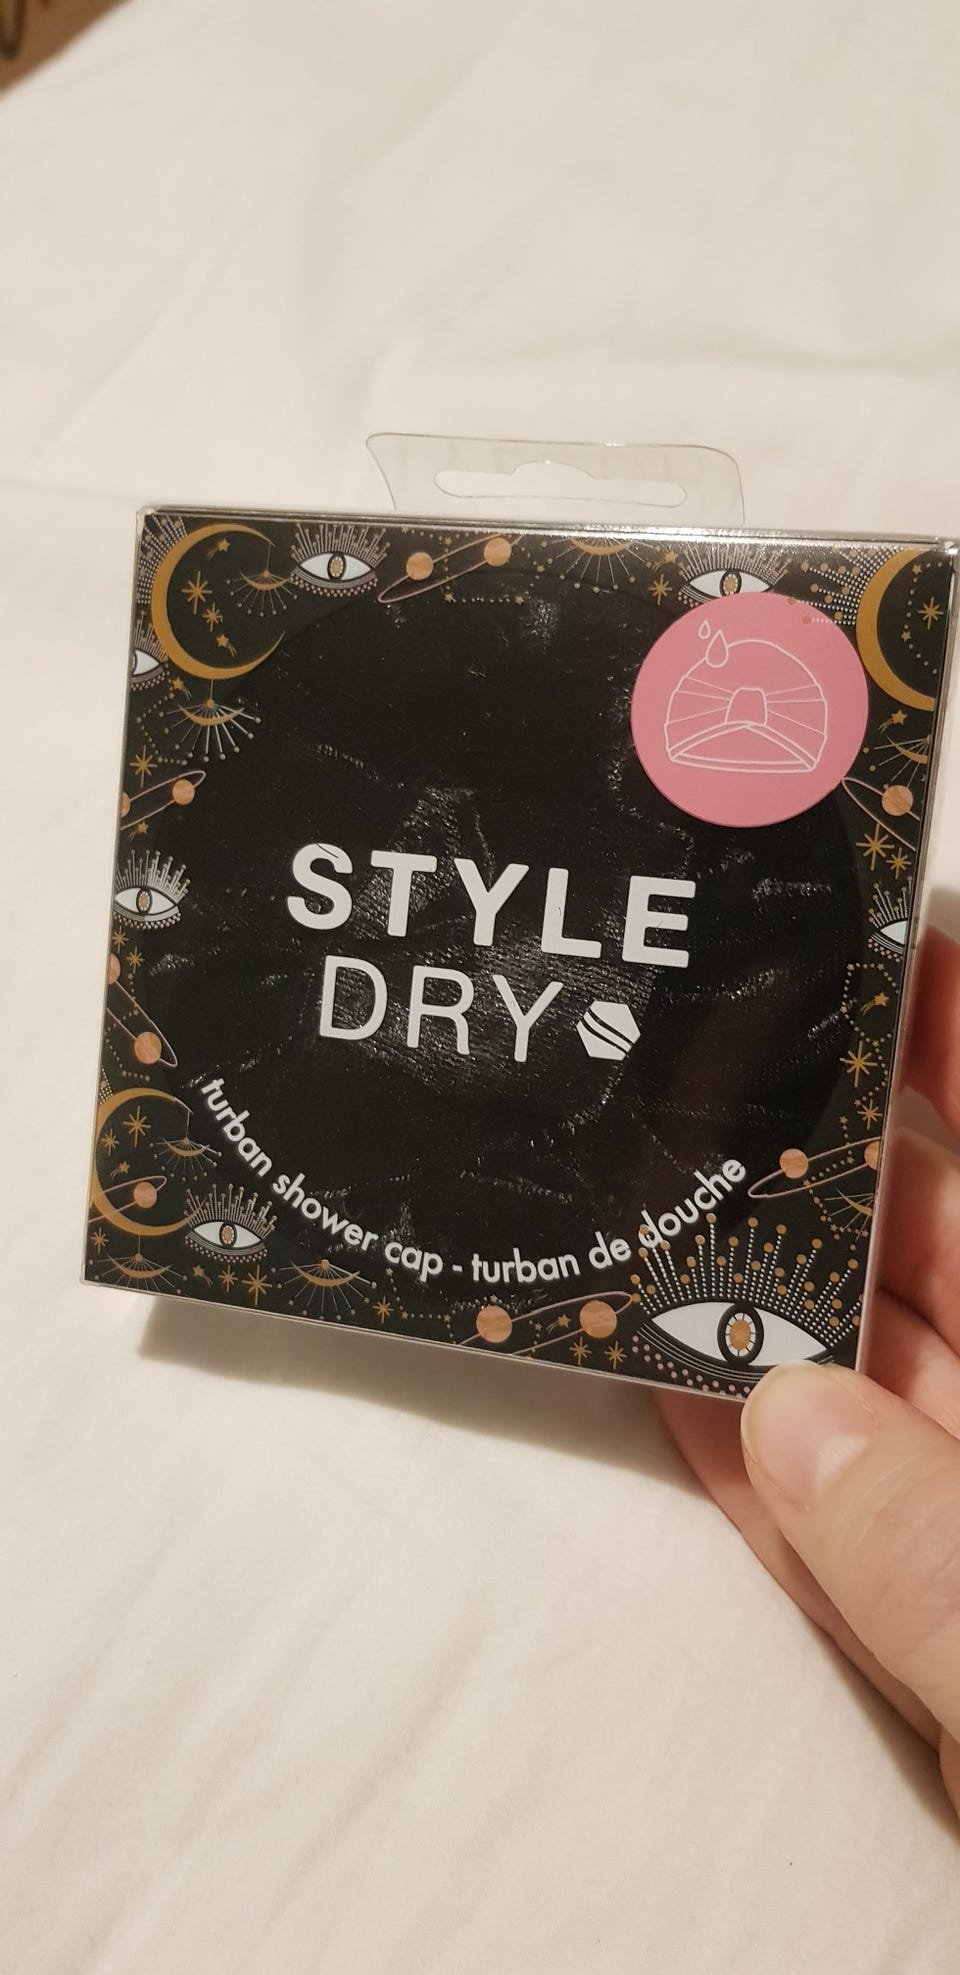 STYLE
DRY
turban shower cap - turban de douche